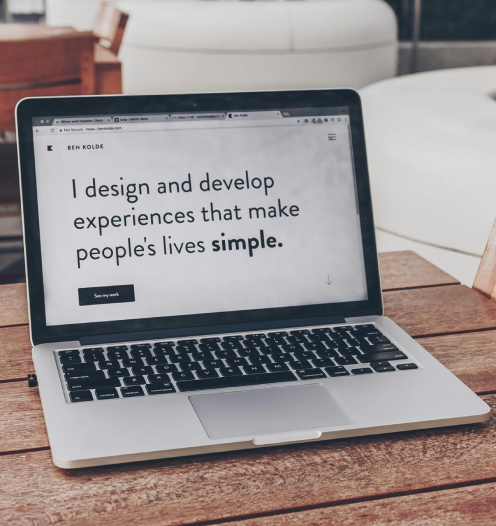 BEN KOLDE
I design and develop
experiences that make
people's lives simple.
See my work